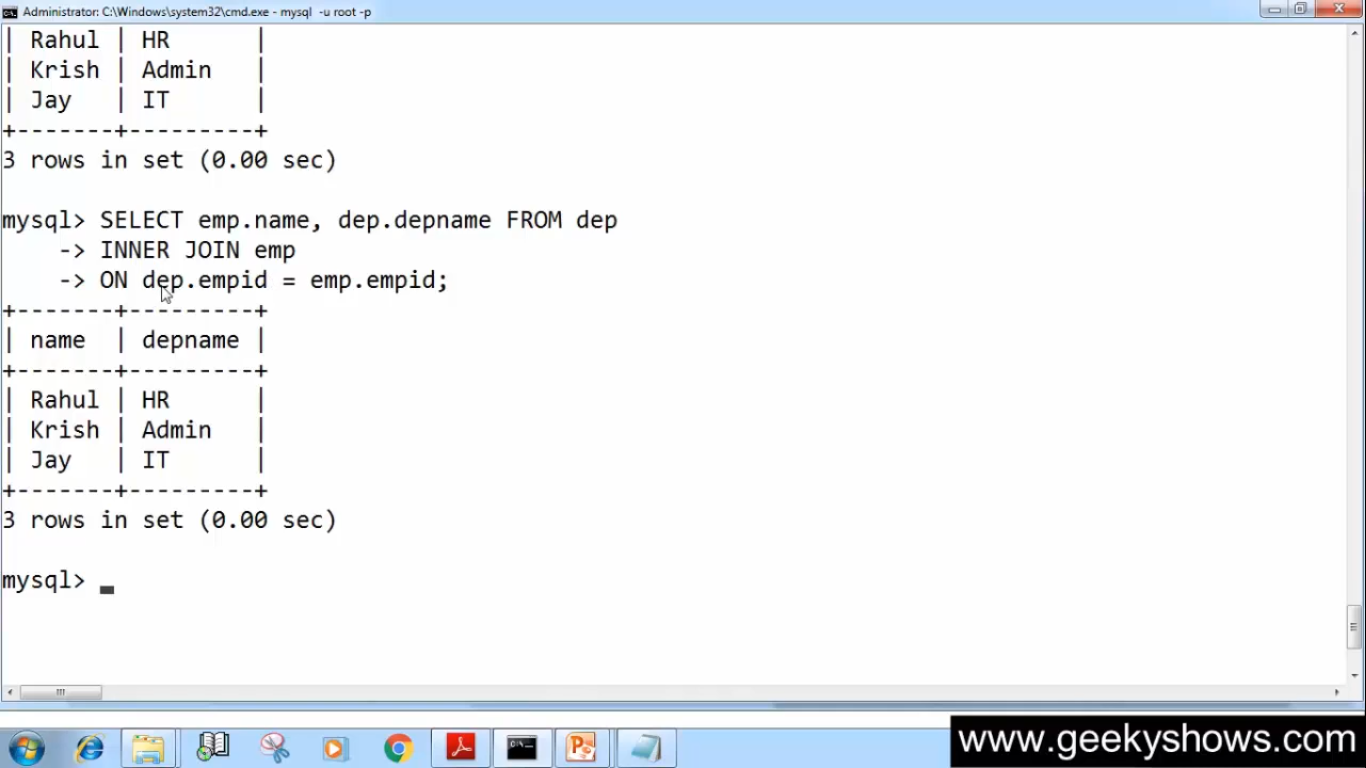 Administrator: C:\Windows\system32\cmd.exe - mysql  -u root -p
| Rahul | HR      |
| Krish | Admin   |
| Jay   | IT      |
+-------+---------+
3 rows in set (0.00 sec)
mysql> SELECT emp.name, dep.depname FROM dep
    -> INNER JOIN emp
    -> ON dep.empid = emp.empid;
+-------+---------+
| name  | depname |
+-------+---------+
| Rahul | HR      |
| Krish | Admin   |
| Jay   | IT      |
+-------+---------+
3 rows in set (0.00 sec)
mysql>
www.geekyshows.com